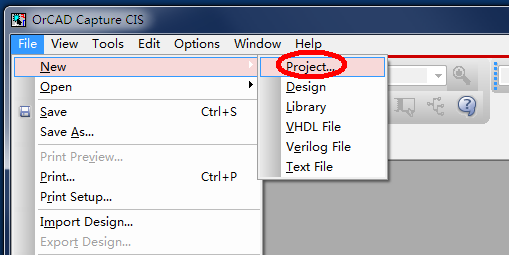 OrCAD Capture CIS
File View Tools Edit Options Window Help
New Project...
Open Design
Library
Save Ctrl+S VHDL File
Save As... Verilog File
Print Preview... Text File
Print... Ctrl+P
Print Setup...
Import Design...
Export Design...